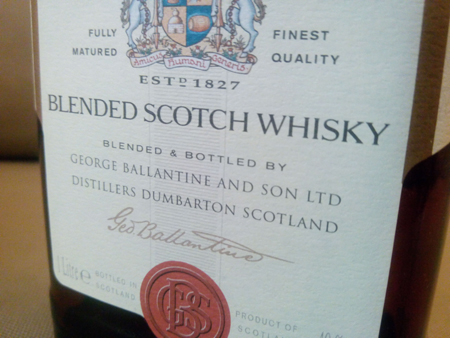 FULLY MATURED
FINEST QUALITY
Amicus Humani Generis
ESTD 1827
BLENDED SCOTCH WHISKY
BLENDED & BOTTLED BY
GEORGE BALLANTINE AND SON LTD
DISTILLERS DUMBARTON SCOTLAND
Geo Ballantine
BOTTLED IN
SCOTLAND
PRODUCT OF